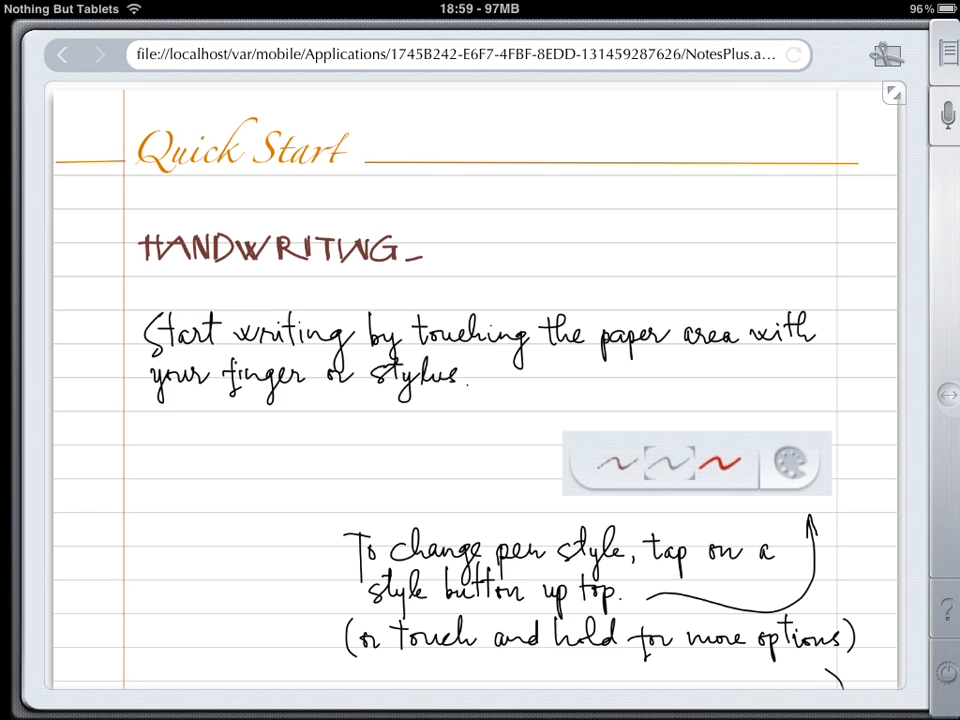 Nothing But Tablets 18:59 - 97MB 96%
file://localhost/var/mobile/Applications/1745B242-E6F7-4FBF-8EDD-131459287626/NotesPlus.a...
Quick Start
HANDWRITING_
Start writing by touching the paper area with
your finger or stylus.
To change pen style, tap on a
style button up top.
(or touch and hold for more options)
?